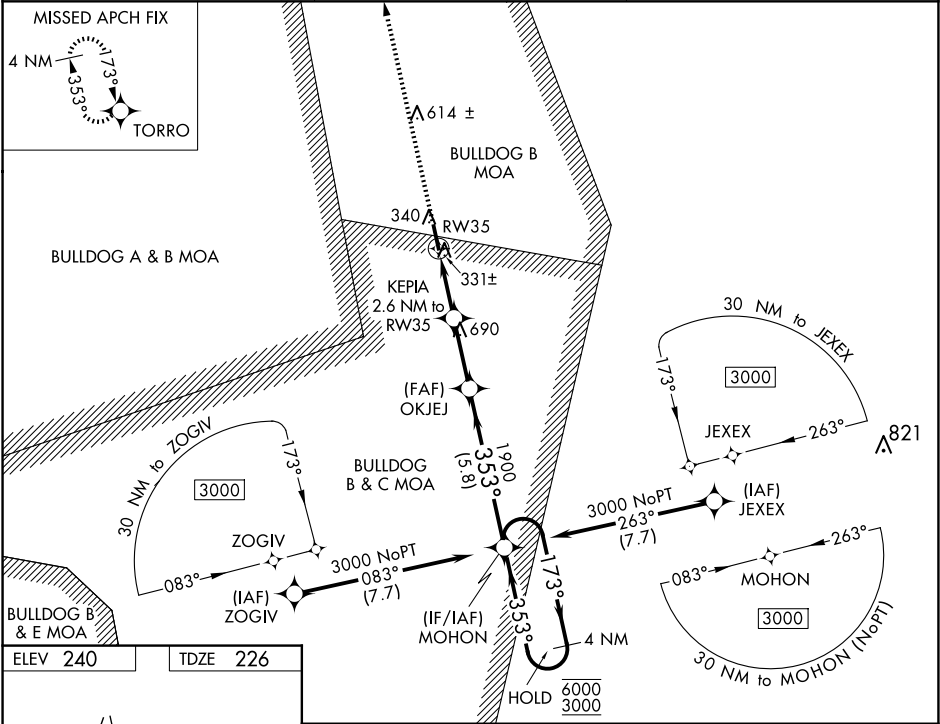 MISSED APCH FIX
4 NM
173°
353°
TORRO
614 ±
BULLDOG B
MOA
340
RW35
BULLDOG A & B MOA
331±
KEPIA
2.6 NM to
RW35
690
30 NM to JEXEX
173°
3000
(FAF)
OKJEJ
JEXEX
263°
821
30 NM to ZOGIV
173°
3000
1900
353°
(5.8)
BULLDOG
B & C MOA
(IAF)
JEXEX
3000 NoPT
263°
(7.7)
ZOGIV
083°
3000 NoPT
083°
(7.7)
173°
263°
083°
MOHON
(IAF)
ZOGIV
BULLDOG B
& E MOA
(IF/IAF)
MOHON
353°
4 NM
3000
30 NM to MOHON (NoPT)
ELEV 240
TDZE 226
HOLD
6000
3000